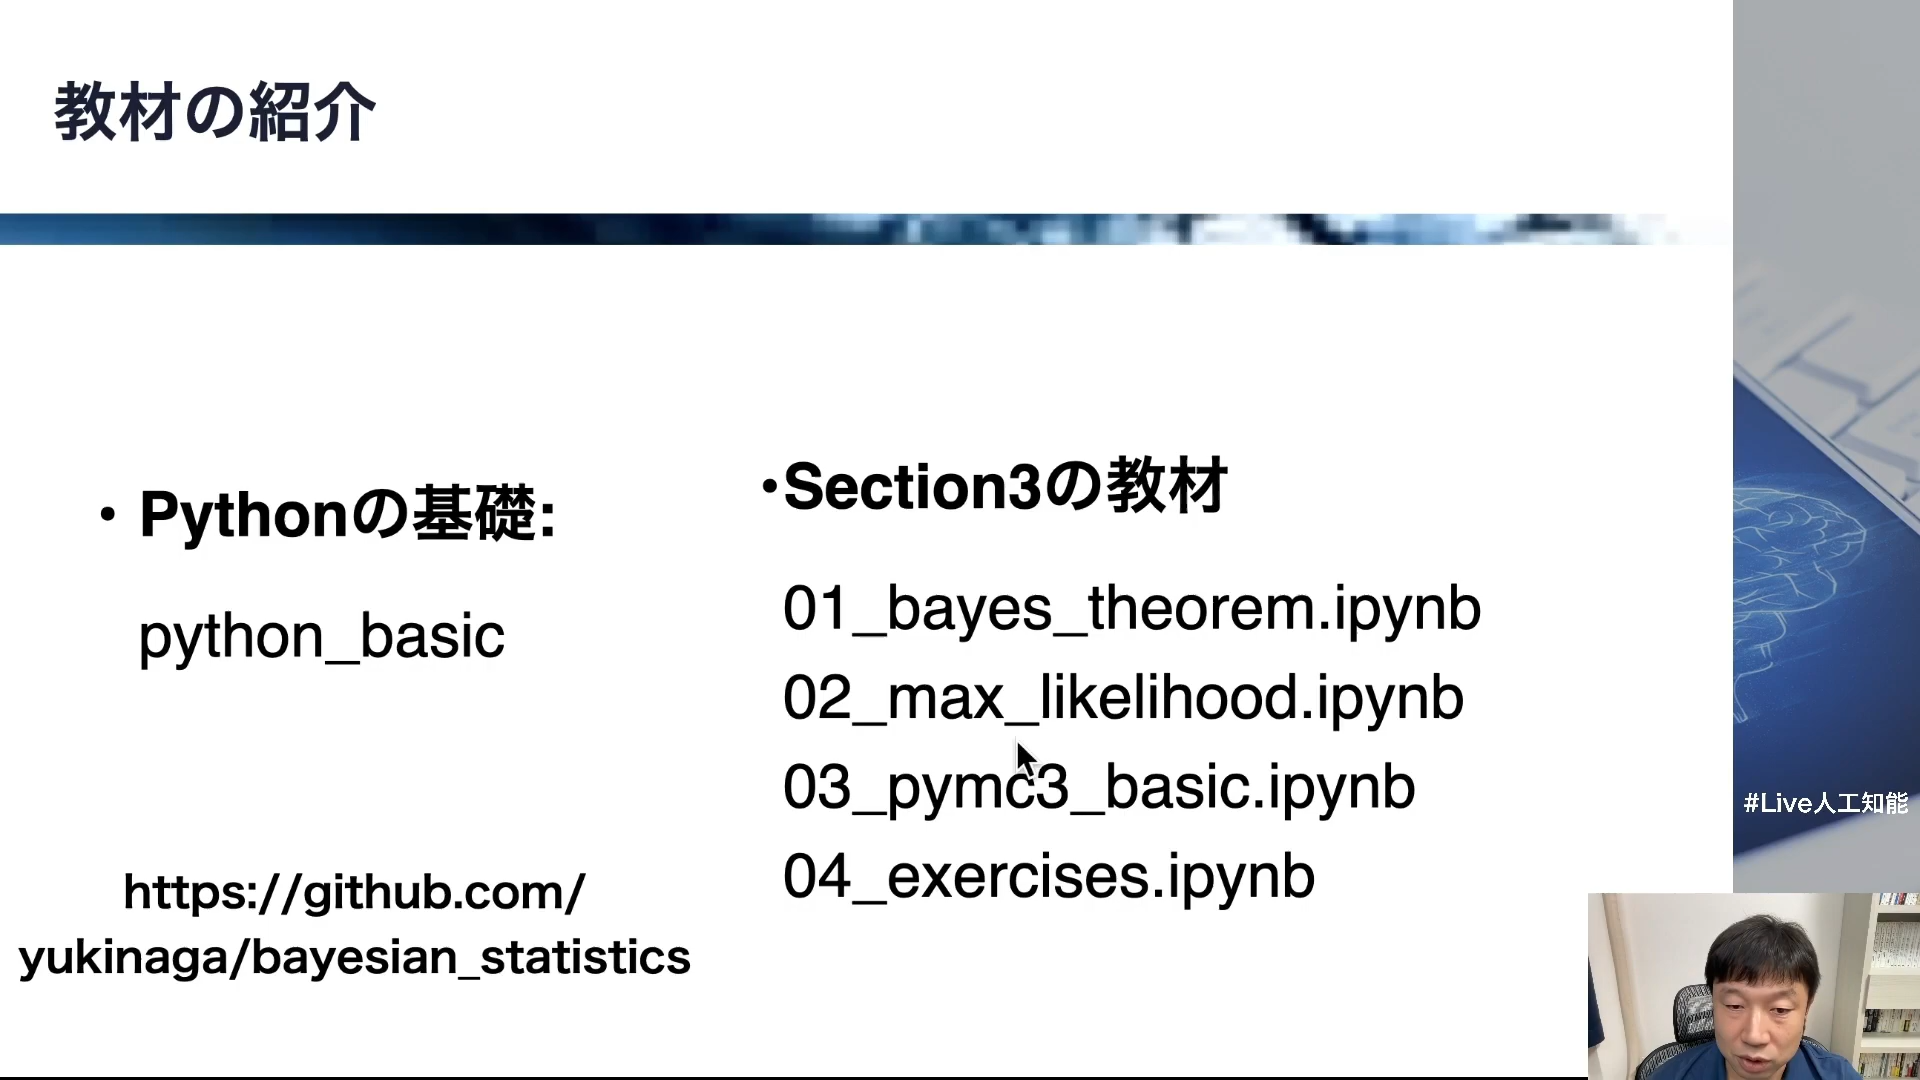 教材の紹介
・Pythonの基礎:
python_basic
https://github.com/
yukinaga/bayesian_statistics
・Section3の教材
01_bayes_theorem.ipynb
02_max_likelihood.ipynb
03_pymc3_basic.ipynb
04_exercises.ipynb
#Live人工知能